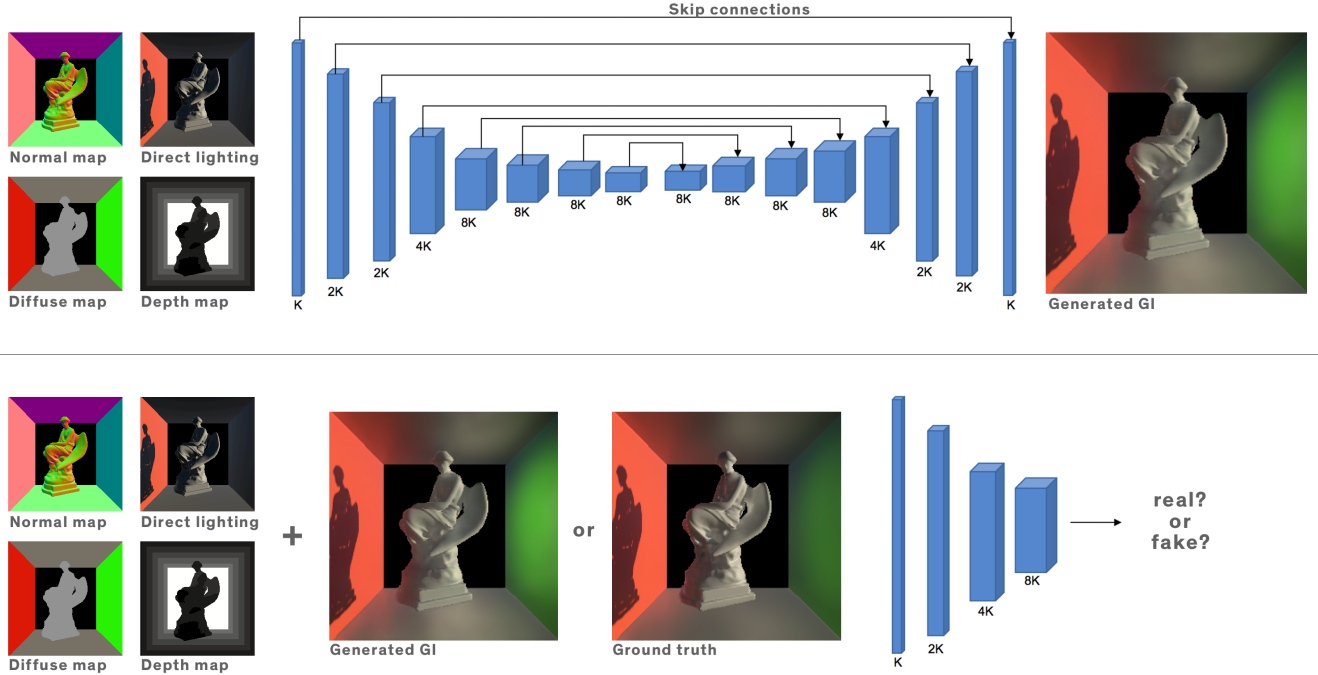 Skip connections
Normal map
Direct lighting
Diffuse map
Depth map
K
2K
2K
4K
8K
8K
8K
8K
8K
8K
8K
8K
4K
2K
2K
K
Generated GI
Normal map
Direct lighting
Diffuse map
Depth map
+
Generated GI
or
Ground truth
K
2K
4K
8K
real?
or
fake?